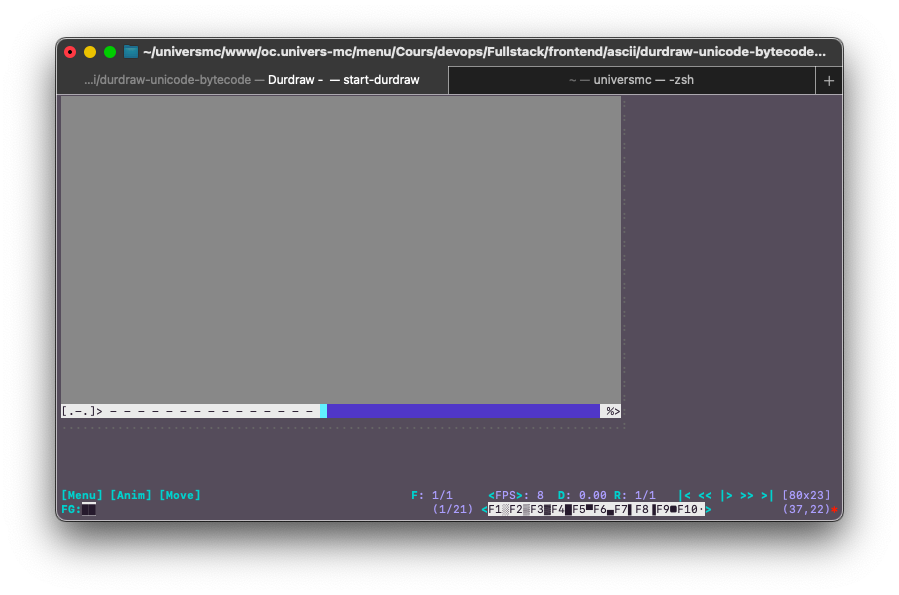 ~/universmc/www/oc.univers-mc/menu/Cours/devops/Fullstack/frontend/ascii/durdraw-unicode-bytecode...
...i/durdraw-unicode-bytecode — Durdraw - — start-durdraw
~ — universmc — -zsh
+
[.-.]> - - - - - - - - - - - - - - - %>
[Menu] [Anim] [Move] F: 1/1 <FPS>: 8 D: 0.00 R: 1/1 |< << |> >> >| [80x23]
FG:██ (1/21) <F1░F2▒F3▓F4█F5▀F6▄F7▌F8▐F9■F10·> (37,22)